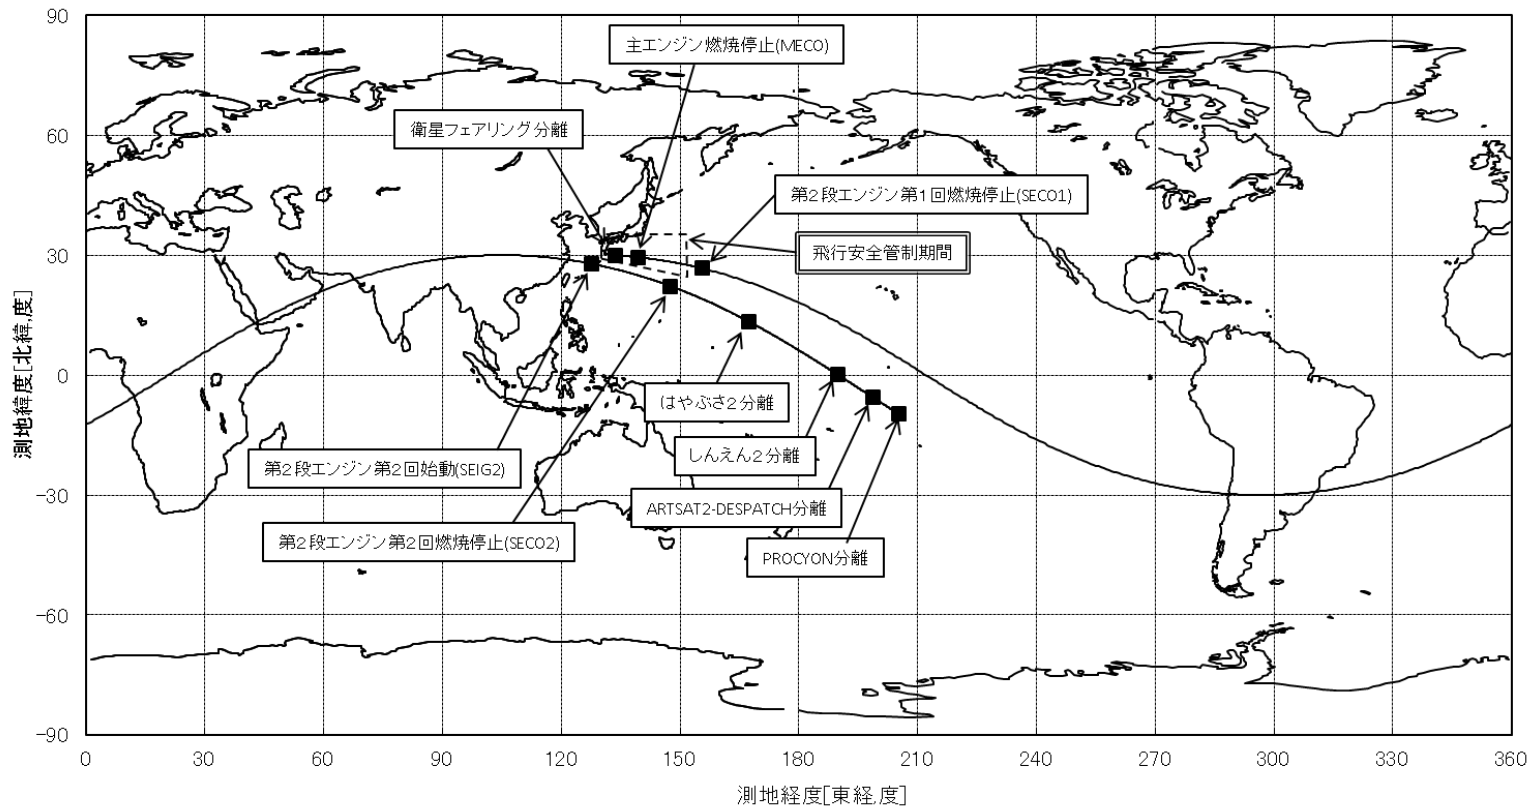 90
60
30
0
-30
-60
-90
測地緯度[北緯,度]
主エンジン燃焼停止(MECO)
衛星フェアリング分離
第2段エンジン第1回燃焼停止(SECO1)
飛行安全管制期間
はやぶさ2分離
しんえん2分離
第2段エンジン第2回始動(SEIG2)
ARTSAT2-DESPATCH分離
第2段エンジン第2回燃焼停止(SECO2)
PROCYON分離
0 30 60 90 120 150 180 210 240 270 300 330 360
測地経度[東経,度]